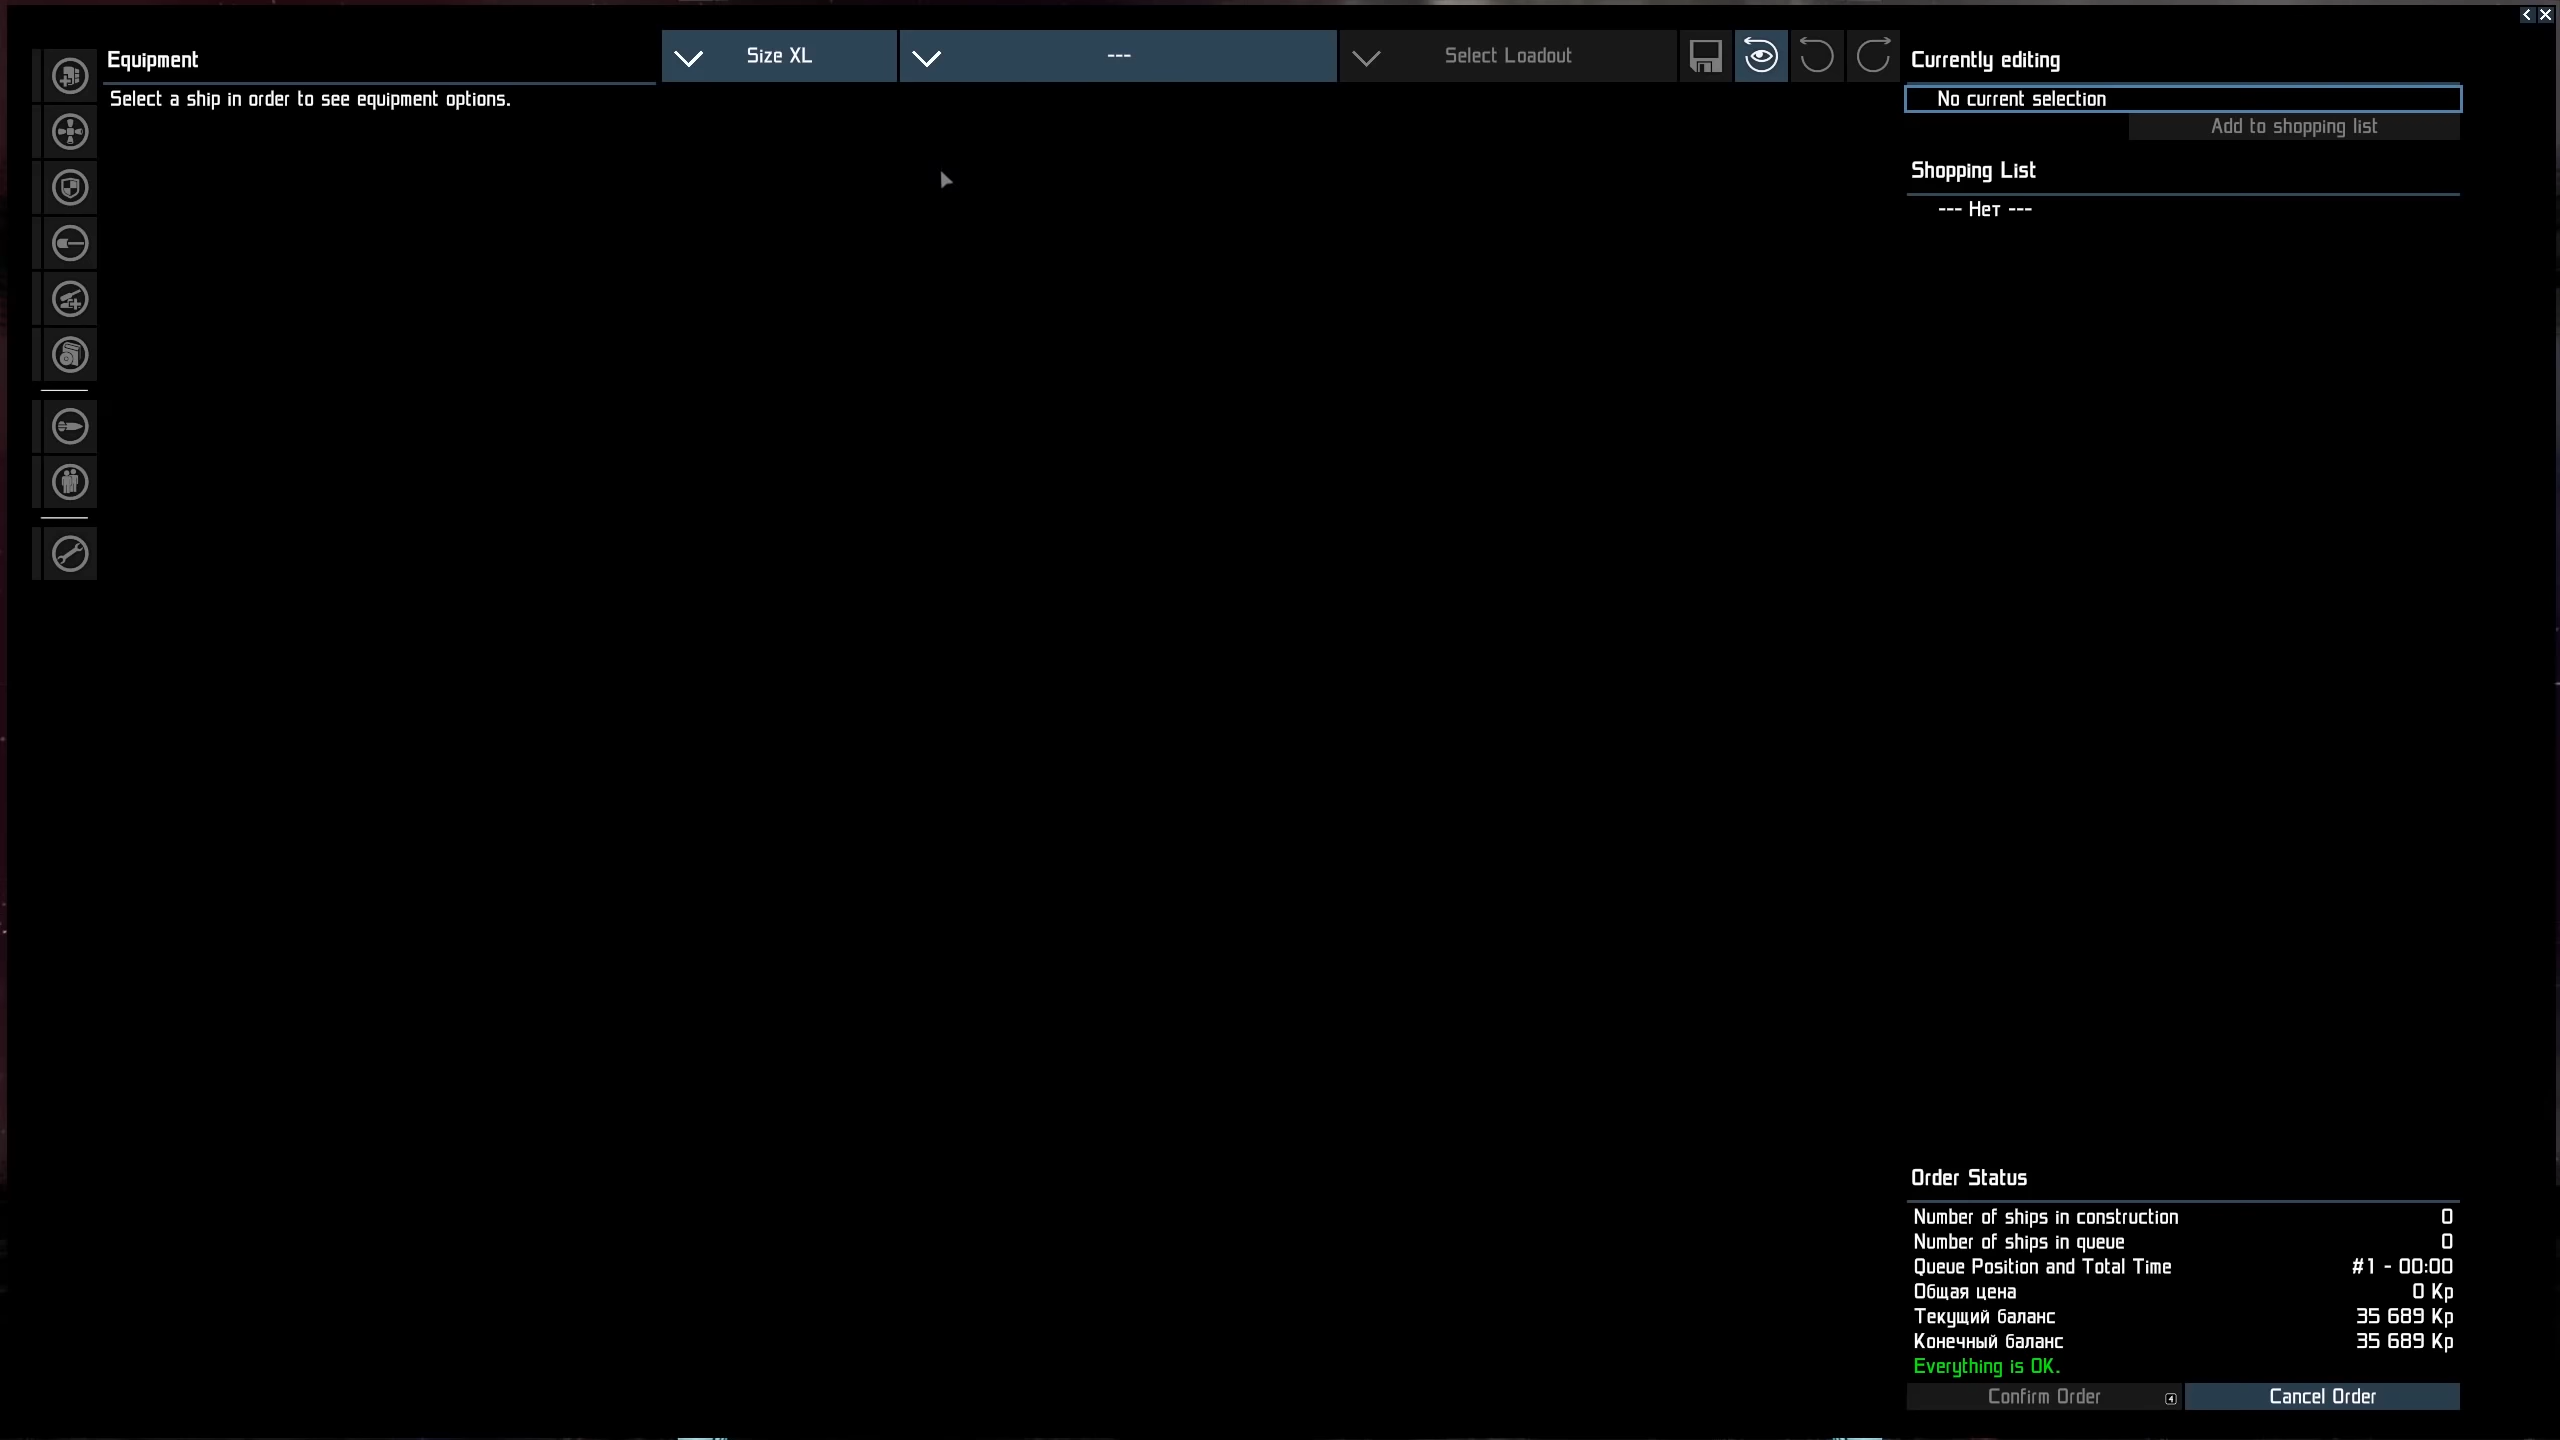 Equipment
Select a ship in order to see equipment options.
Size XL
---
Select Loadout
Currently editing
No current selection
Add to shopping list
Shopping List
--- Нет ---
Order Status
Number of ships in construction 0
Number of ships in queue 0
Queue Position and Total Time #1 - 00:00
Общая цена 0 Кр
Текущий баланс 35 689 Кр
Конечный баланс 35 689 Кр
Everything is OK.
Confirm Order
Cancel Order